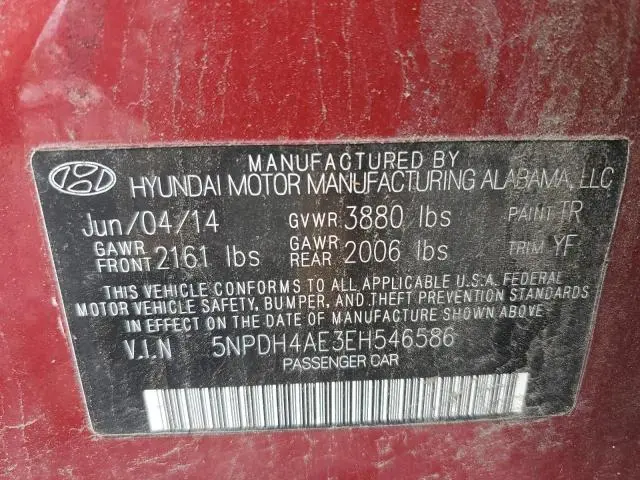 MANUFACTURED BY
HYUNDAI MOTOR MANUFACTURING ALABAMA, LLC
Jun/04/14 GVWR 3880 lbs PAINT TR
GAWR FRONT 2161 lbs GAWR REAR 2006 lbs TRIM YF
THIS VEHICLE CONFORMS TO ALL APPLICABLE U.S.A. FEDERAL
MOTOR VEHICLE SAFETY, BUMPER, AND THEFT PREVENTION STANDARDS
IN EFFECT ON THE DATE OF MANUFACTURE SHOWN ABOVE.
V.I.N 5NPDH4AE3EH546586
PASSENGER CAR